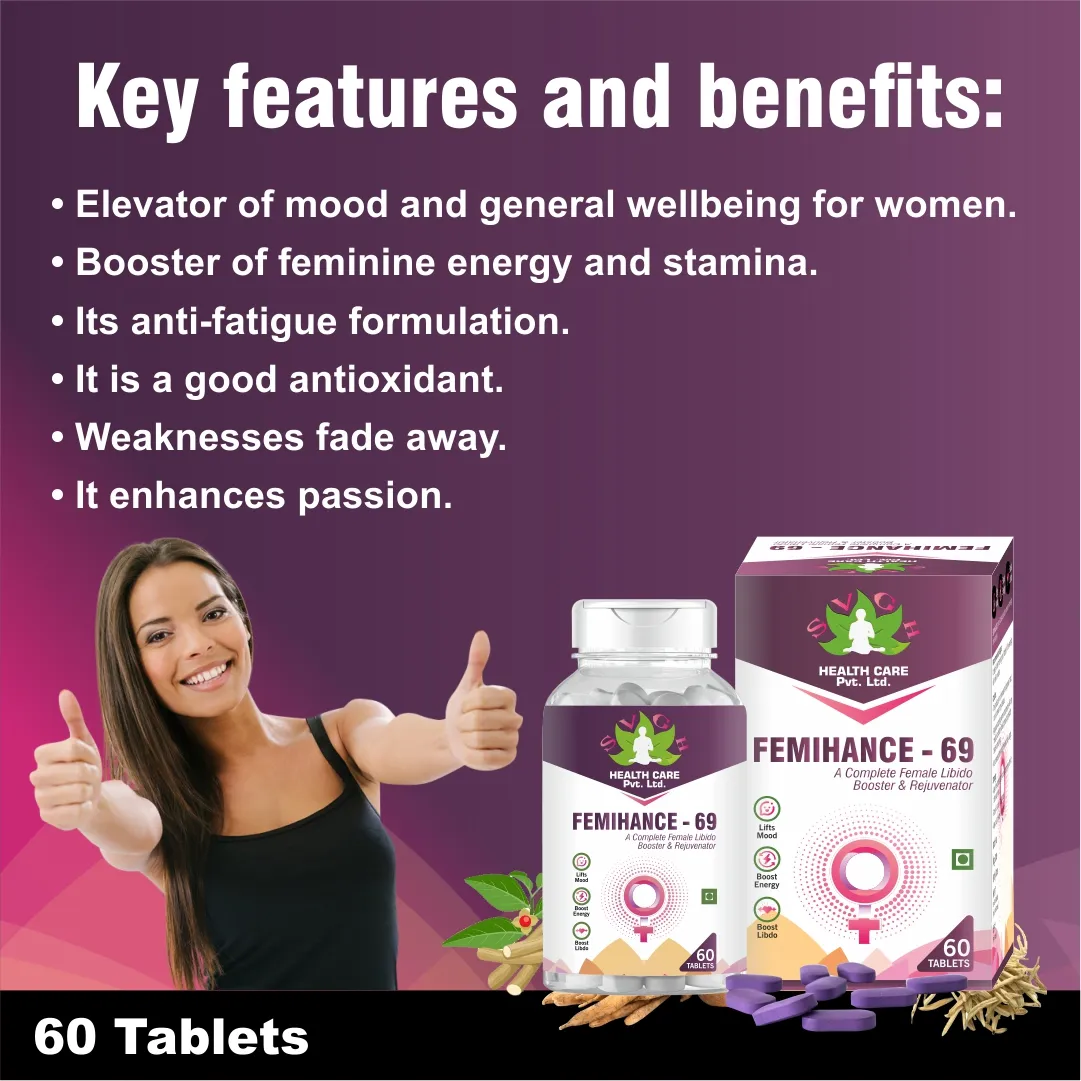 Key features and benefits:
• Elevator of mood and general wellbeing for women.
• Booster of feminine energy and stamina.
• Its anti-fatigue formulation.
• It is a good antioxidant.
• Weaknesses fade away.
• It enhances passion.
FEMIHANCE - 69
SVCH
HEALTH CARE
Pvt. Ltd.
FEMIHANCE - 69
A Complete Female Libido
Booster & Rejuvenator
Lifts
Mood
Boost
Energy
Boost
Libdo
60
TABLETS
SVCH
HEALTH CARE
Pvt. Ltd.
FEMIHANCE - 69
A Complete Female Libido
Booster & Rejuvenator
Lifts
Mood
Boost
Energy
Boost
Libdo
60
TABLETS
60 Tablets